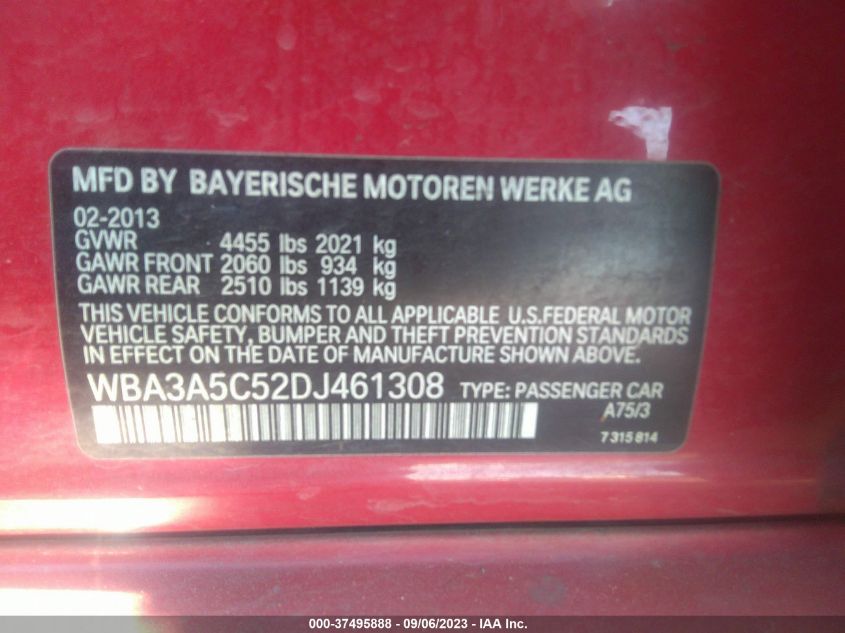 MFD BY BAYERISCHE MOTOREN WERKE AG
02-2013
GVWR 4455 lbs 2021 kg
GAWR FRONT 2060 lbs 934 kg
GAWR REAR 2510 lbs 1139 kg
THIS VEHICLE CONFORMS TO ALL APPLICABLE U.S.FEDERAL MOTOR
VEHICLE SAFETY, BUMPER AND THEFT PREVENTION STANDARDS
IN EFFECT ON THE DATE OF MANUFACTURE SHOWN ABOVE.
WBA3A5C52DJ461308 TYPE: PASSENGER CAR
A75/3
7315814
000-37495888 - 09/06/2023 - IAA Inc.